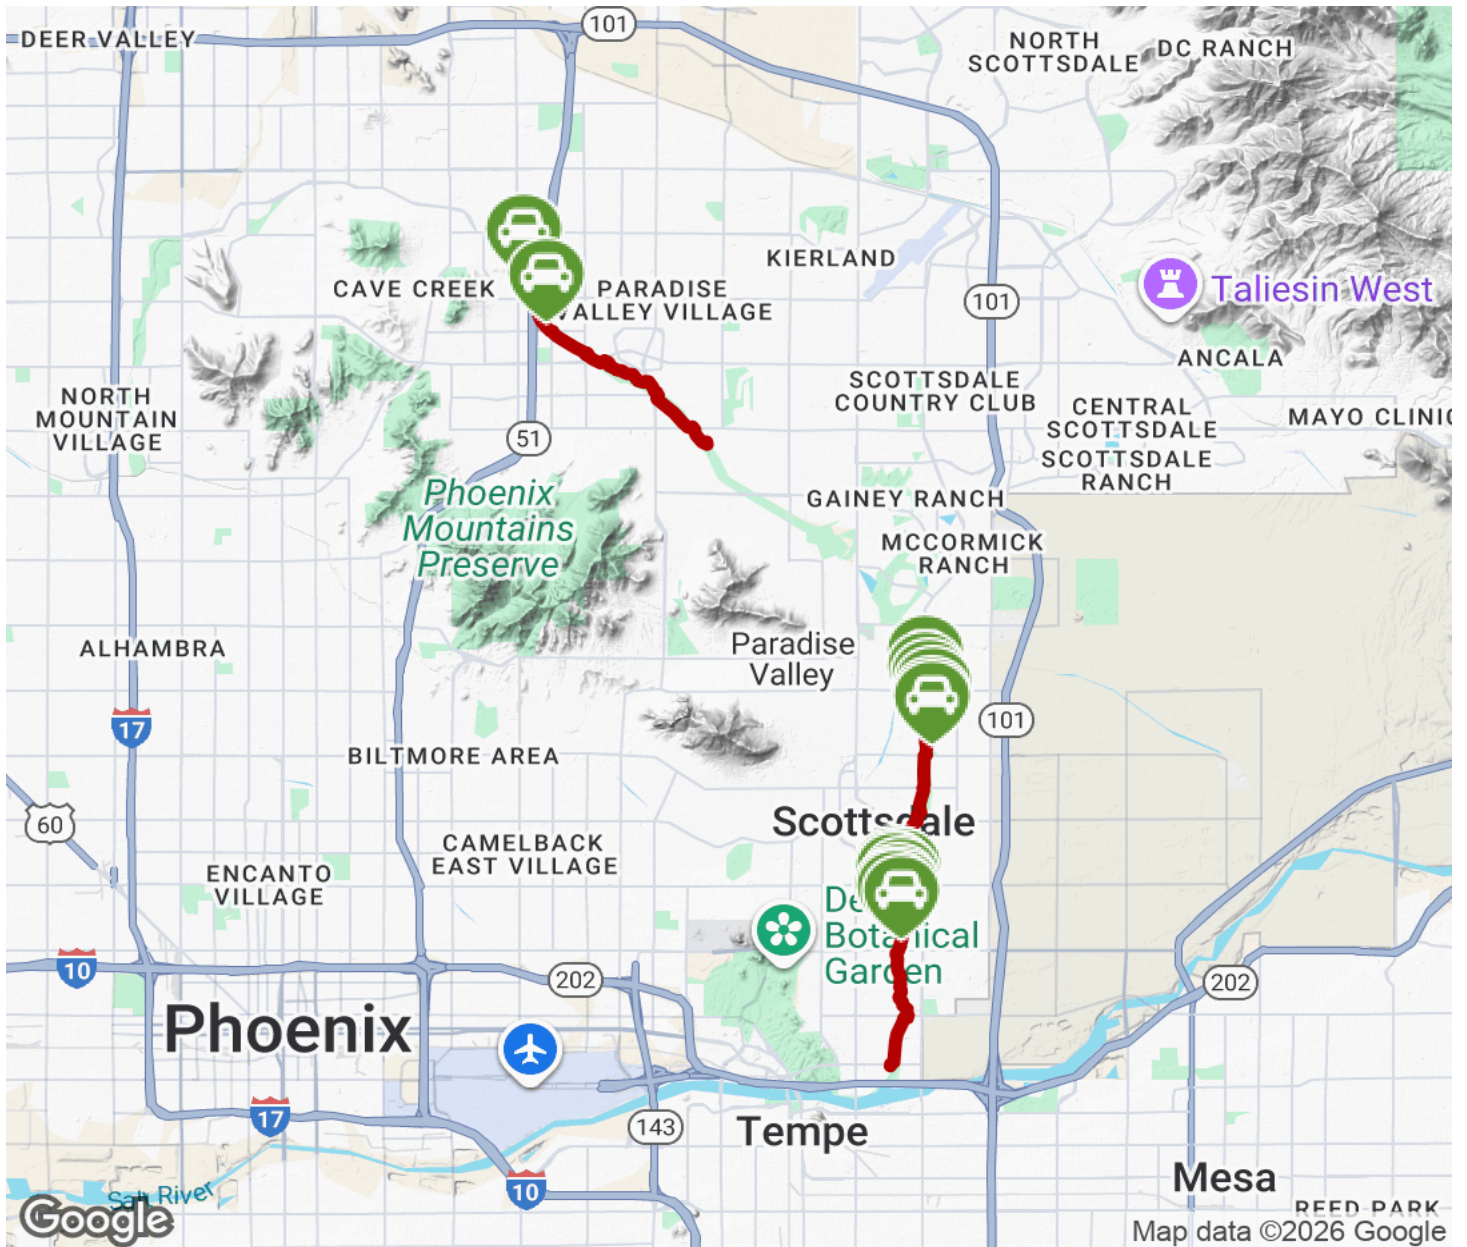 101
DEER VALLEY
NORTH
SCOTTSDALE
DC RANCH
KIERLAND
CAVE CREEK
PARADISE
VALLEY VILLAGE
101
Taliesin West
ANCALA
NORTH
MOUNTAIN
VILLAGE
SCOTTSDALE
COUNTRY CLUB
CENTRAL
SCOTTSDALE
MAYO CLINIC
51
SCOTTSDALE
RANCH
Phoenix
Mountains
Preserve
GAINEY RANCH
MCCORMICK
RANCH
ALHAMBRA
Paradise
Valley
17
101
BILTMORE AREA
60
Scottsdale
CAMELBACK
EAST VILLAGE
ENCANTO
VILLAGE
De
Botanical
Garden
10
202
202
Phoenix
17
143
Tempe
10
Mesa
Salt River
REED PARK
Google
Map data ©2026 Google